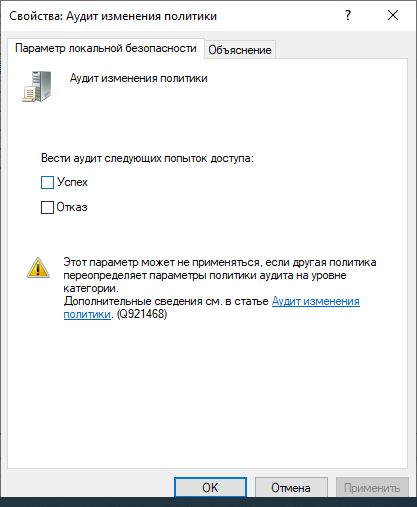 Свойства: Аудит изменения политики
Параметр локальной безопасности
Объяснение
Аудит изменения политики
Вести аудит следующих попыток доступа:
Успех
Отказ
Этот параметр может не применяться, если другая политика
переопределяет параметры политики аудита на уровне
категории.
Дополнительные сведения см. в статье Аудит изменения
политики. (Q921468)
ОК
Отмена
Применить